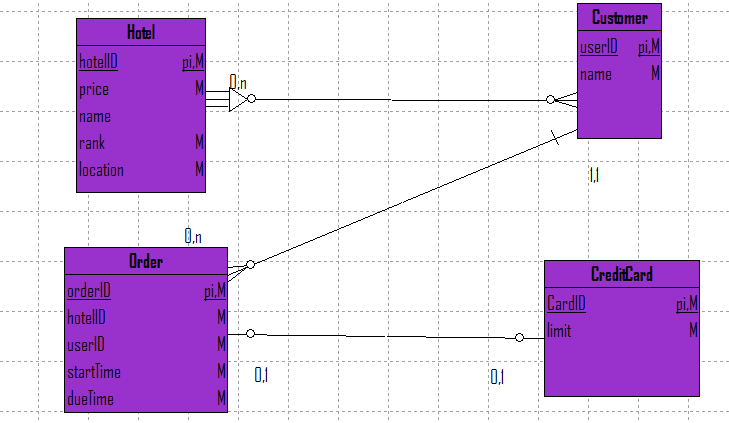 Hotel
hotelID pi,M
price M
name
rank M
location M
0,n
Customer
userID pi,M
name M
1,1
0,n
Order
orderID pi,M
hotelID M
userID M
startTime M
dueTime M
0,1
0,1
CreditCard
CardID pi,M
limit M